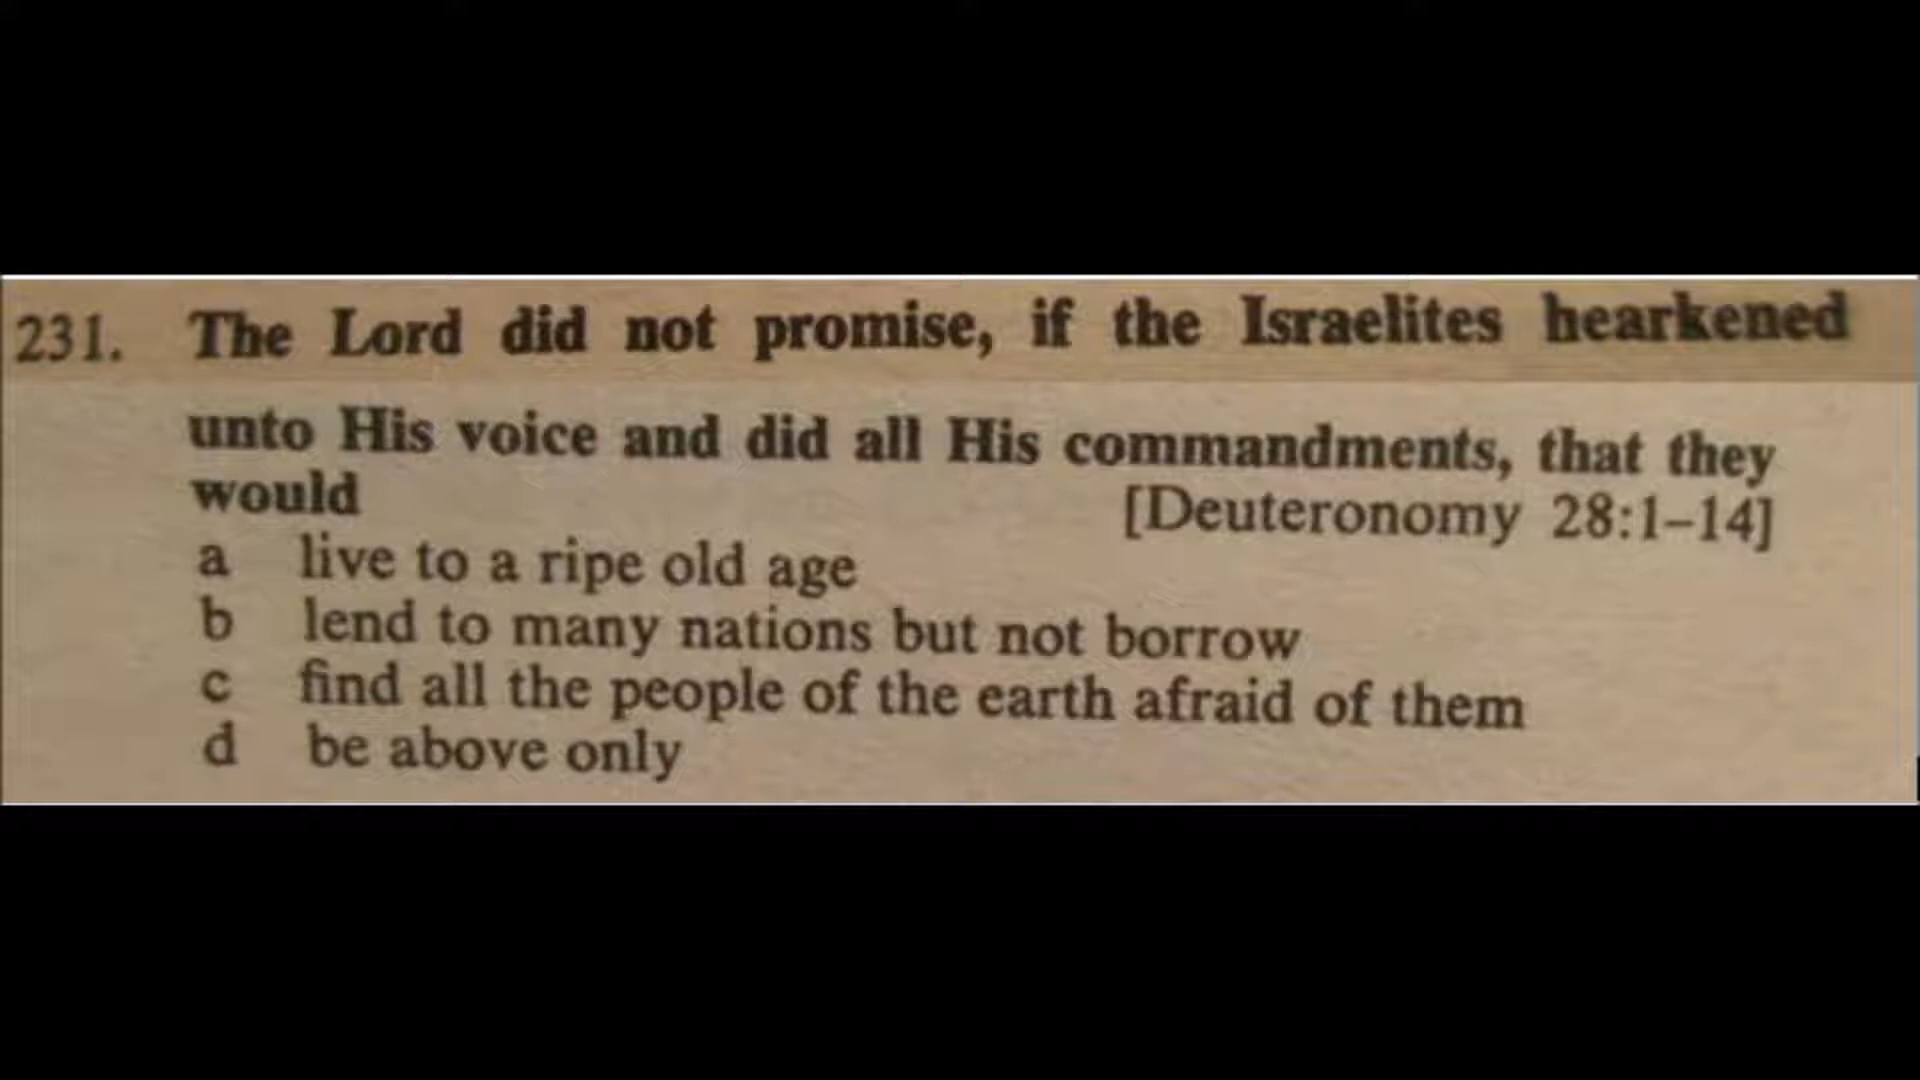 231. The Lord did not promise, if the Israelites hearkened
unto His voice and did all His commandments, that they
would [Deuteronomy 28:1–14]
a live to a ripe old age
b lend to many nations but not borrow
c find all the people of the earth afraid of them
d be above only